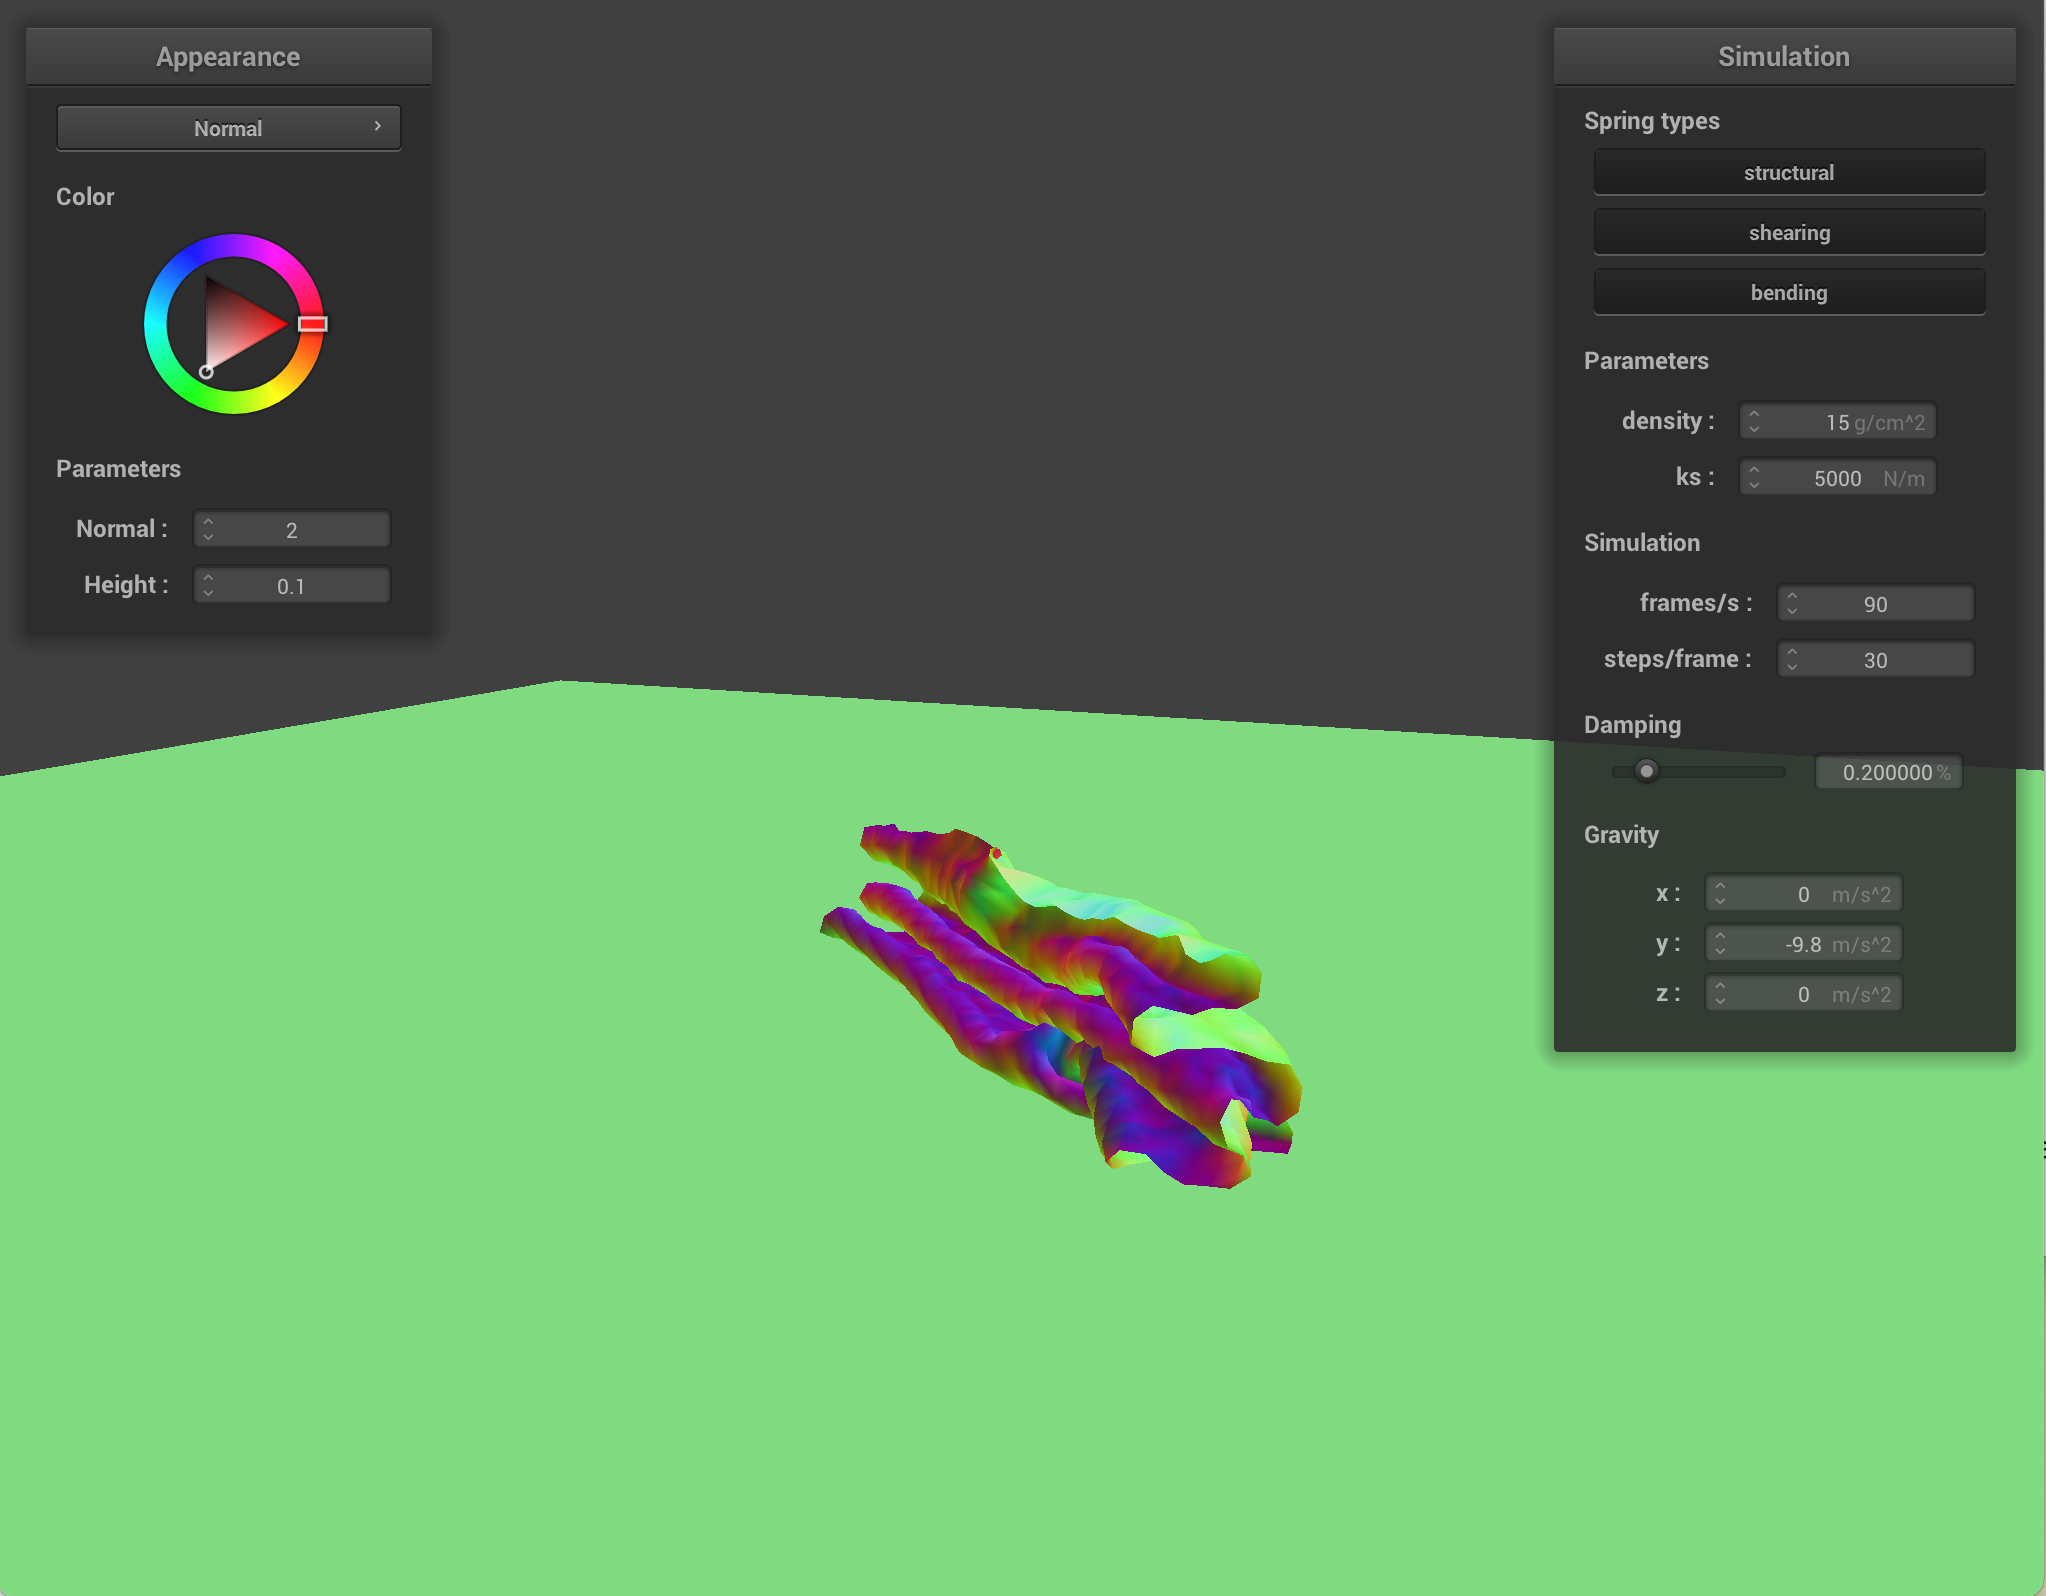 Appearance
Normal
Color
Parameters
Normal : 2
Height : 0.1
Simulation
Spring types
structural
shearing
bending
Parameters
density : 15 g/cm^2
ks : 5000 N/m
Simulation
frames/s : 90
steps/frame : 30
Damping
0.200000 %
Gravity
x : 0 m/s^2
y : -9.8 m/s^2
z : 0 m/s^2